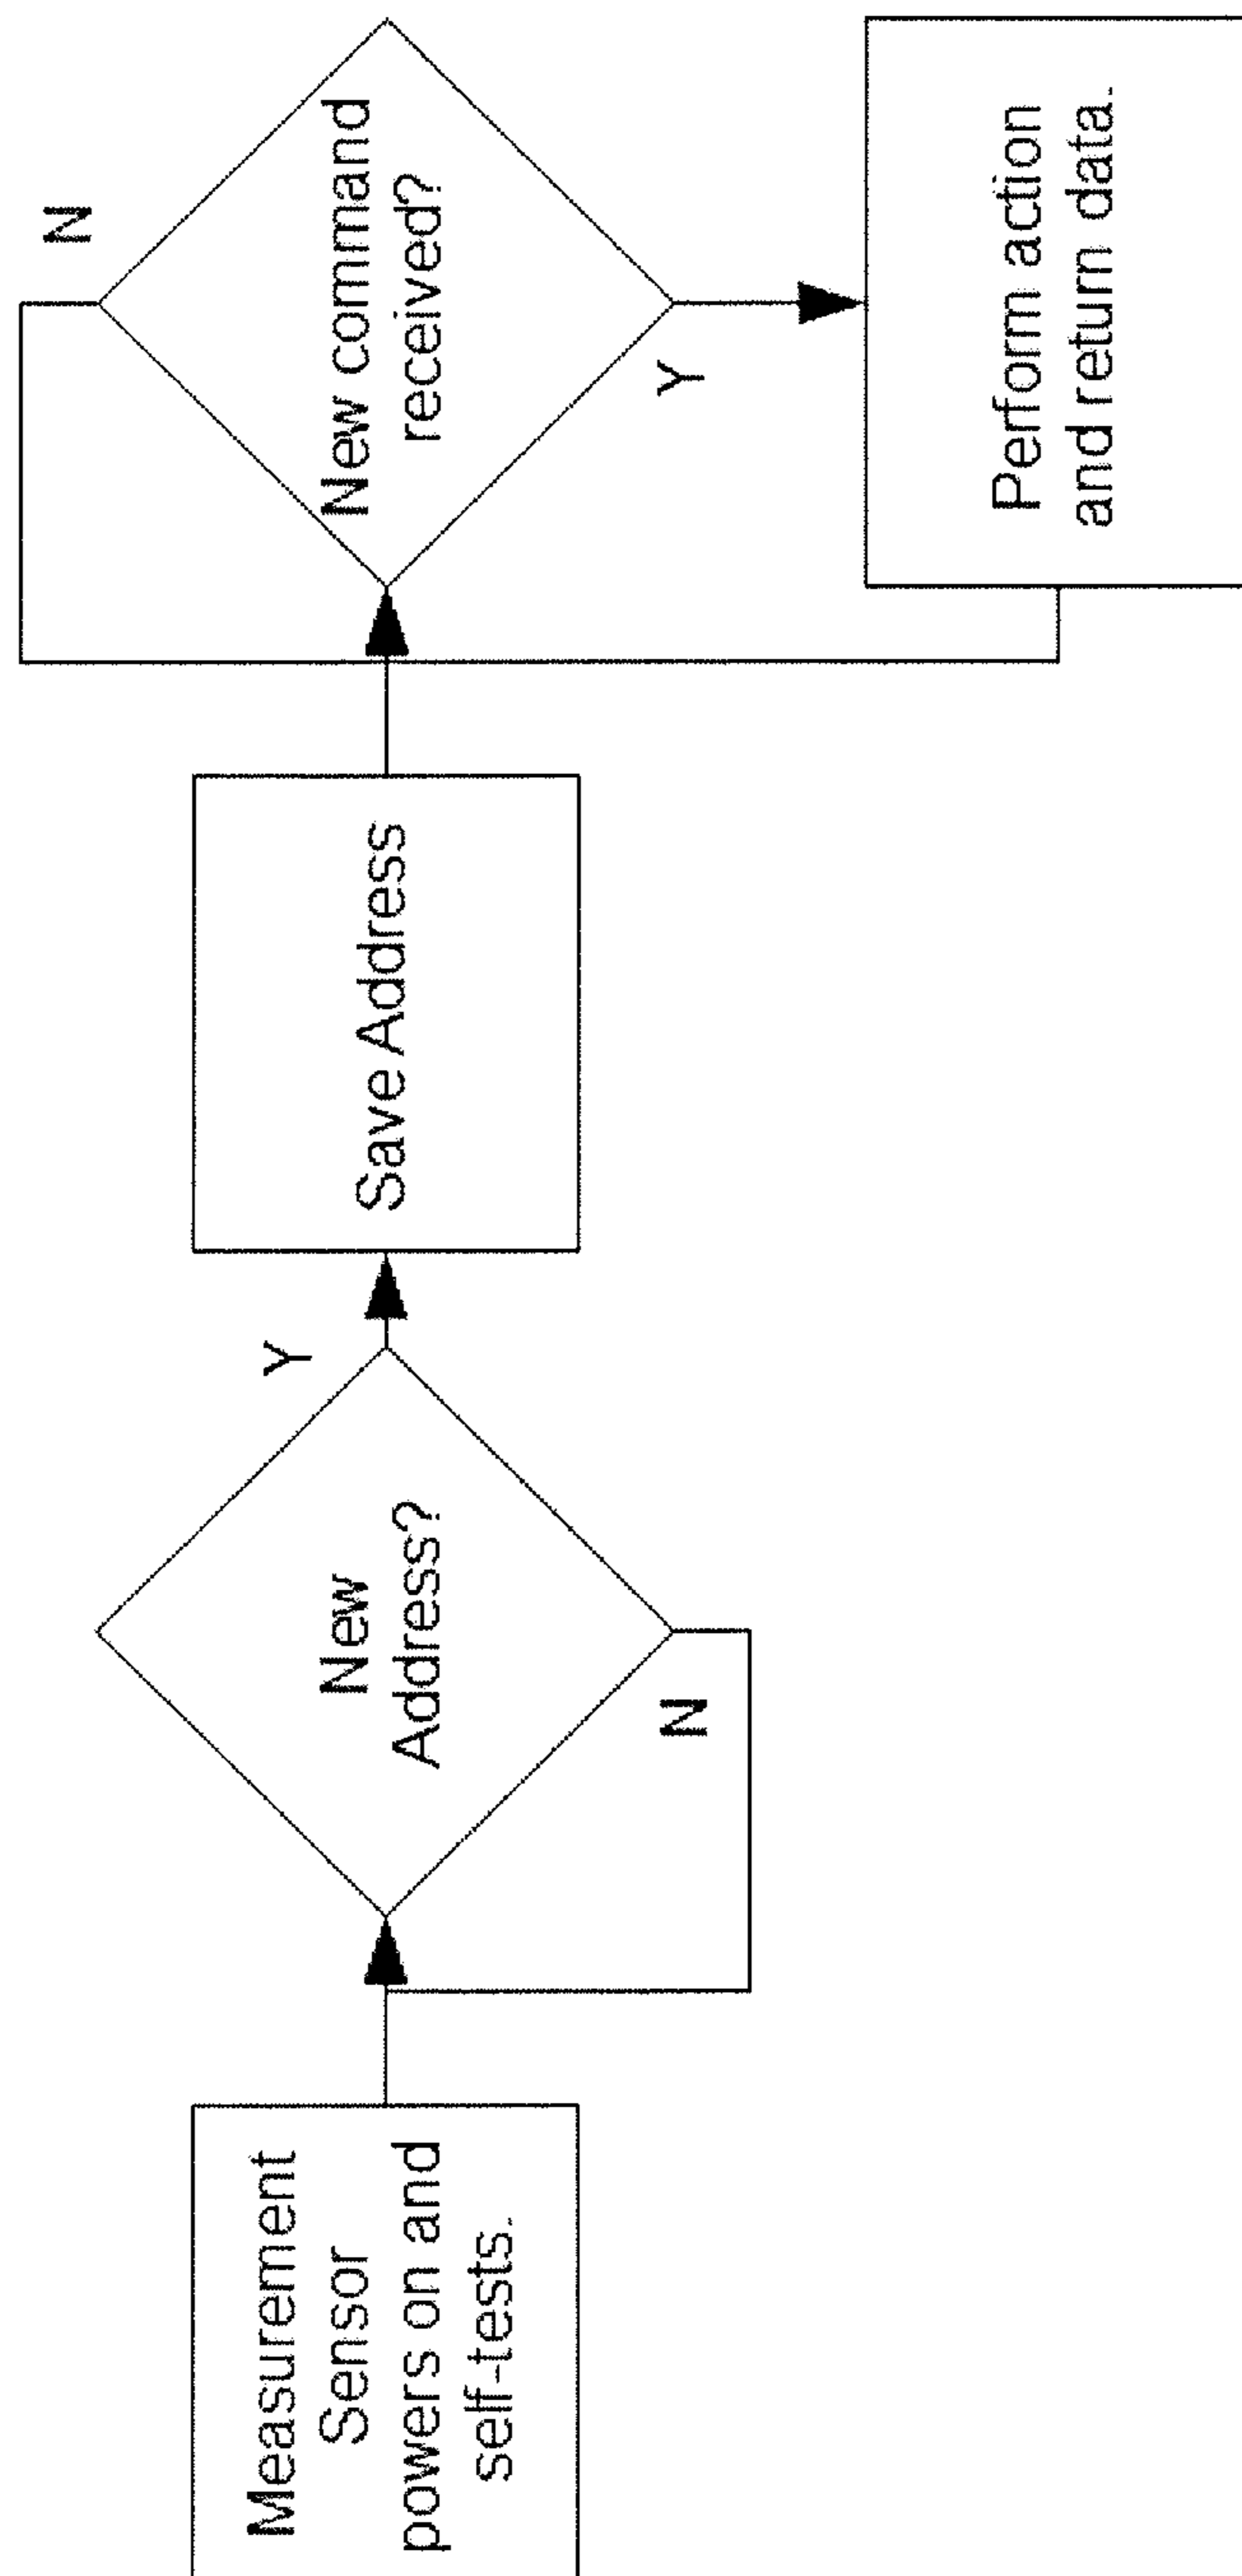 Measurement
Sensor
powers on and
self-tests.
New
Address?
Y
N
Save Address
New command
received?
N
Y
Perform action
and return data.